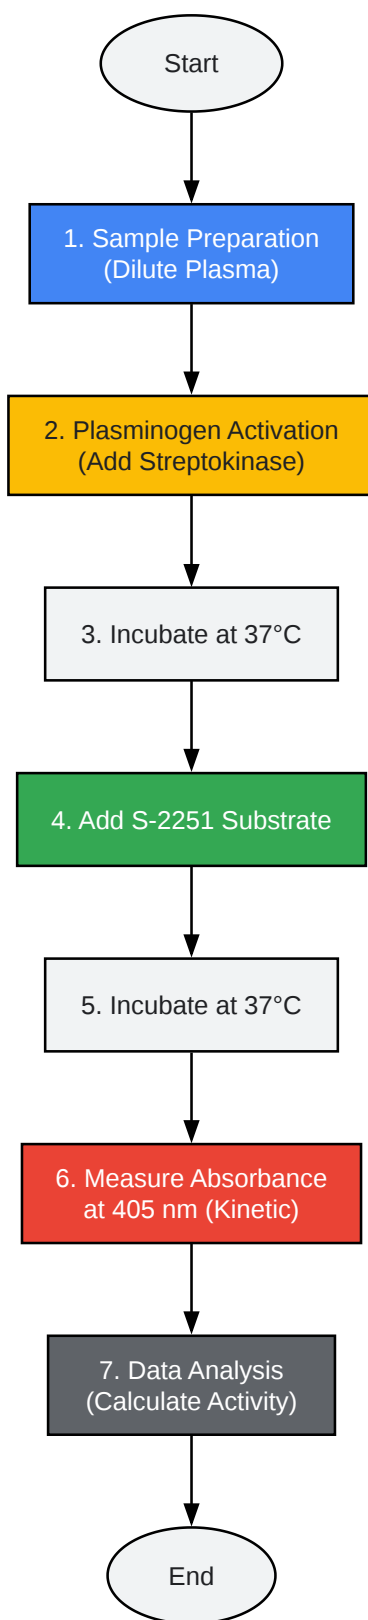 Start
1. Sample Preparation
(Dilute Plasma)
2. Plasminogen Activation
(Add Streptokinase)
3. Incubate at 37°C
4. Add S-2251 Substrate
5. Incubate at 37°C
6. Measure Absorbance
at 405 nm (Kinetic)
7. Data Analysis
(Calculate Activity)
End